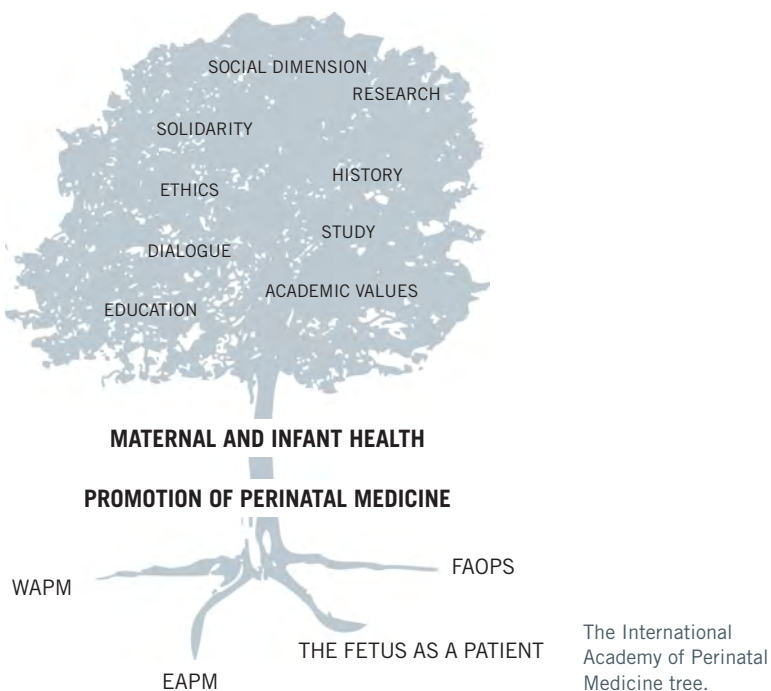 SOCIAL DIMENSION
RESEARCH
SOLIDARITY
HISTORY
ETHICS
STUDY
DIALOGUE
ACADEMIC VALUES
EDUCATION
MATERNAL AND INFANT HEALTH
PROMOTION OF PERINATAL MEDICINE
FAOPS
WAPM
THE FETUS AS A PATIENT
EAPM
The International
Academy of Perinatal
Medicine tree.